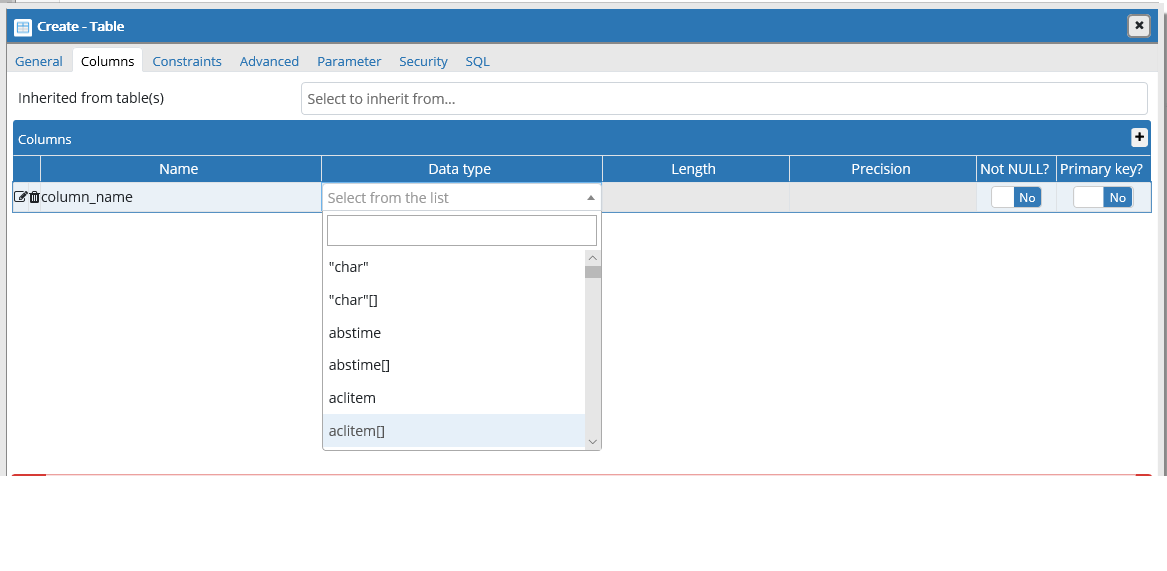 Create - Table
General Columns Constraints Advanced Parameter Security SQL
Inherited from table(s) Select to inherit from...
Columns
Name Data type Length Precision Not NULL? Primary key?
column_name Select from the list No No
"char"
"char"[]
abstime
abstime[]
aclitem
aclitem[]